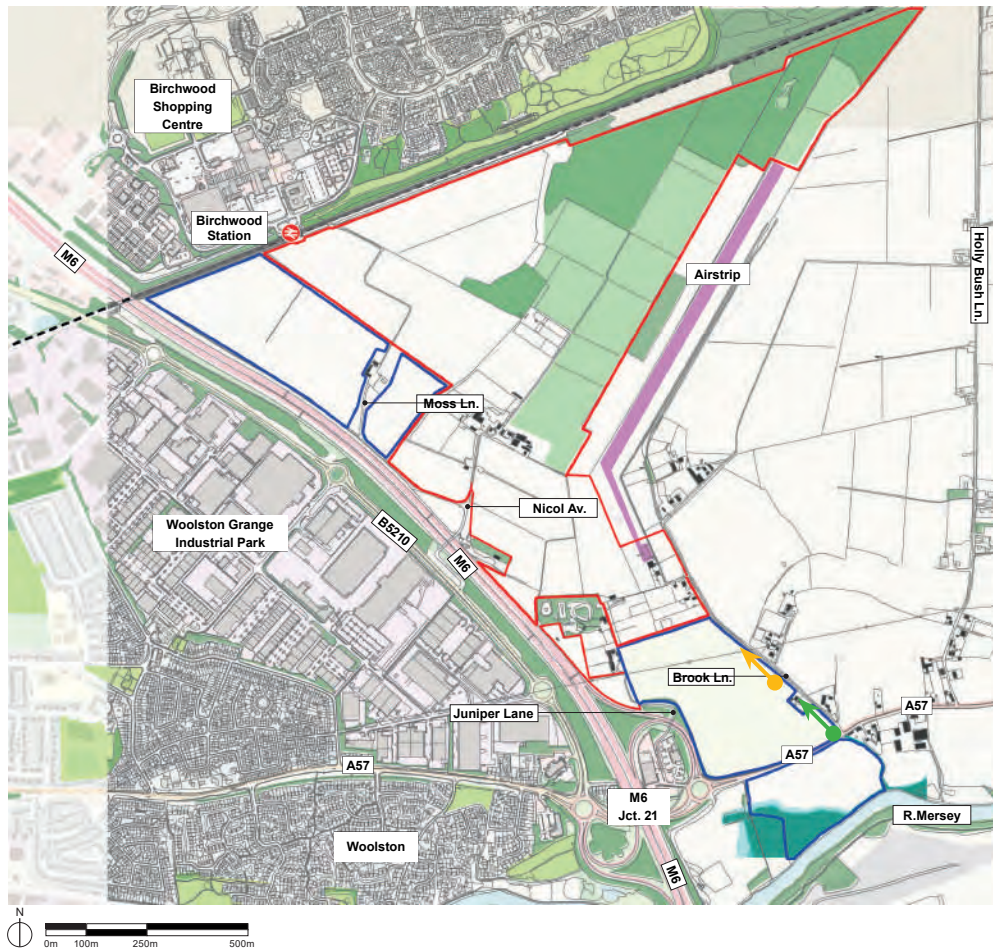 Birchwood
Shopping
Centre
Birchwood
Station
M6
Airstrip
Holly Bush Ln.
Moss Ln.
Nicol Av.
Woolston Grange
Industrial Park
B5210
M6
Brook Ln.
Juniper Lane
A57
A57
A57
M6
Jct. 21
R.Mersey
Woolston
M6
N
0m 100m 250m 500m